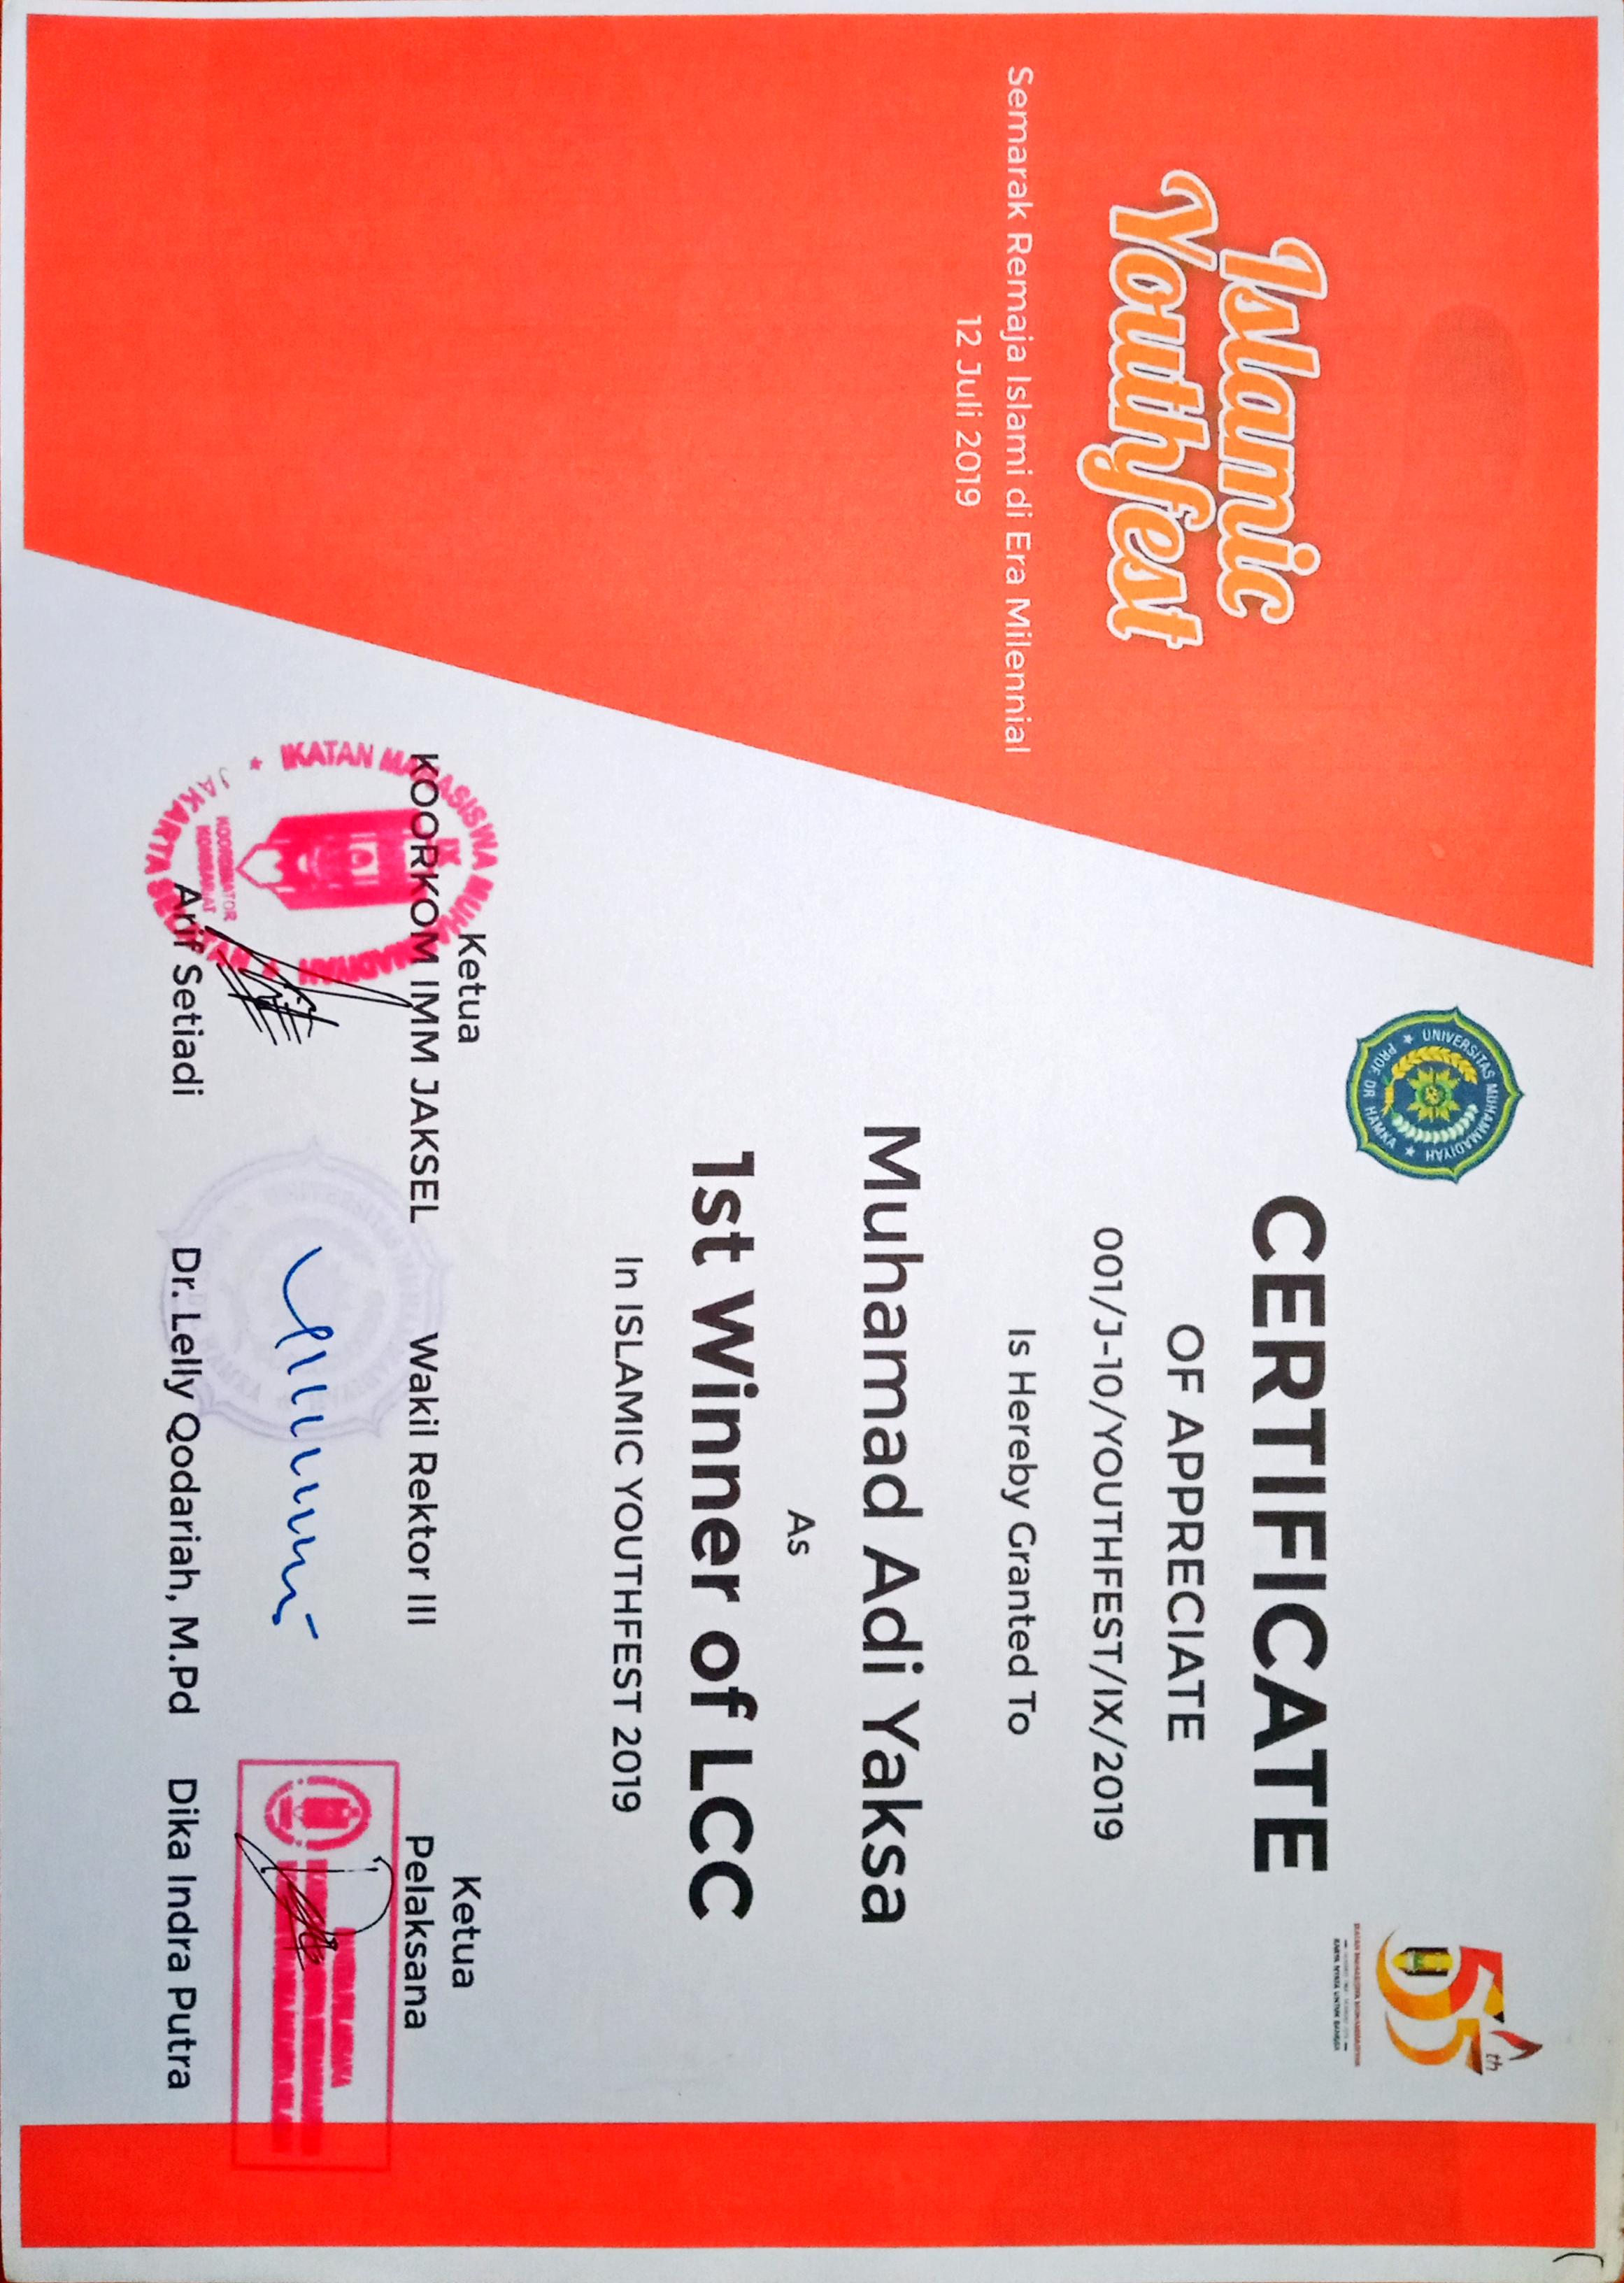 Islamic
Youthfest
Semarak Remaja Islami di Era Milennial
12 Juli 2019
UNIVERSITAS MUHAMMADIYAH
PROF. DR HAMKA
55th
IKATAN MAHASISWA MUHAMMADIYAH
KARYA NYATA UNTUK BANGSA
CERTIFICATE
OF APPRECIATE
001/J-10/YOUTHFEST/IX/2019
Is Hereby Granted To
Muhamad Adi Yaksa
As
1st Winner of LCC
In ISLAMIC YOUTHFEST 2019
Ketua
KOORKOM IMM JAKSEL
IKATAN MAHASISWA MUHAMMADIYAH
KOORDINATOR
KOMISARIAT
JAKARTA SELATAN
Arif Setiadi
Wakil Rektor III
Dr. Lelly Qodariah, M.Pd
Ketua
Pelaksana
PANITIA PELAKSANA
Dika Indra Putra